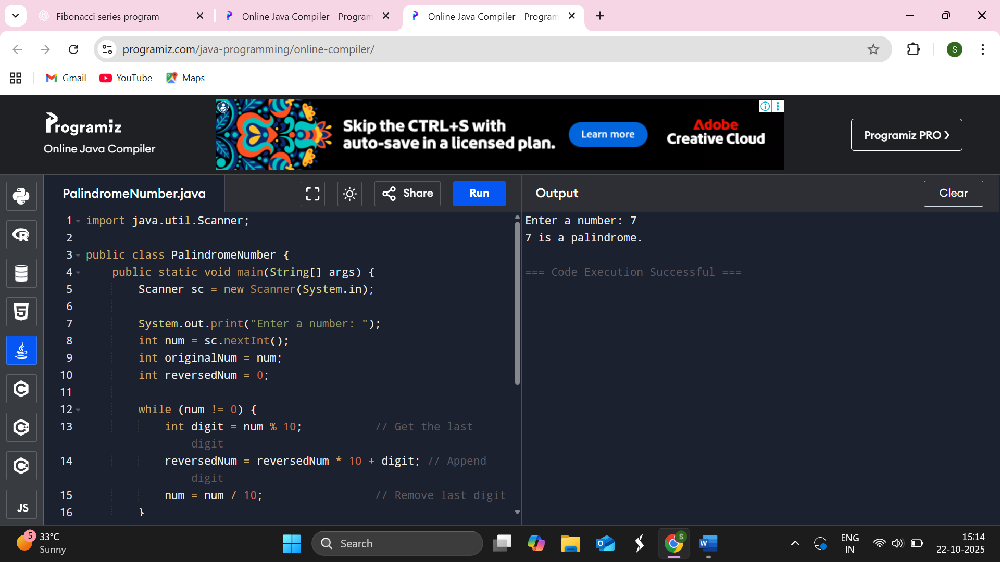 Fibonacci series program
Online Java Compiler - Program
Online Java Compiler - Program
programiz.com/java-programming/online-compiler/
S
Gmail
YouTube
Maps
Programiz
Online Java Compiler
Skip the CTRL+S with
auto-save in a licensed plan.
Learn more
Adobe
Creative Cloud
Programiz PRO ❯
PalindromeNumber.java
Share
Run
Output
Clear
1 import java.util.Scanner;
2
3 public class PalindromeNumber {
4 public static void main(String[] args) {
5 Scanner sc = new Scanner(System.in);
6
7 System.out.print("Enter a number: ");
8 int num = sc.nextInt();
9 int originalNum = num;
10 int reversedNum = 0;
11
12 while (num != 0) {
13 int digit = num % 10; // Get the last
digit
14 reversedNum = reversedNum * 10 + digit; // Append
digit
15 num = num / 10; // Remove last digit
16 }
Enter a number: 7
7 is a palindrome.
=== Code Execution Successful ===
R
5
C
C++
C#
JS
5
33°C
Sunny
Search
S
ENG
IN
15:14
22-10-2025